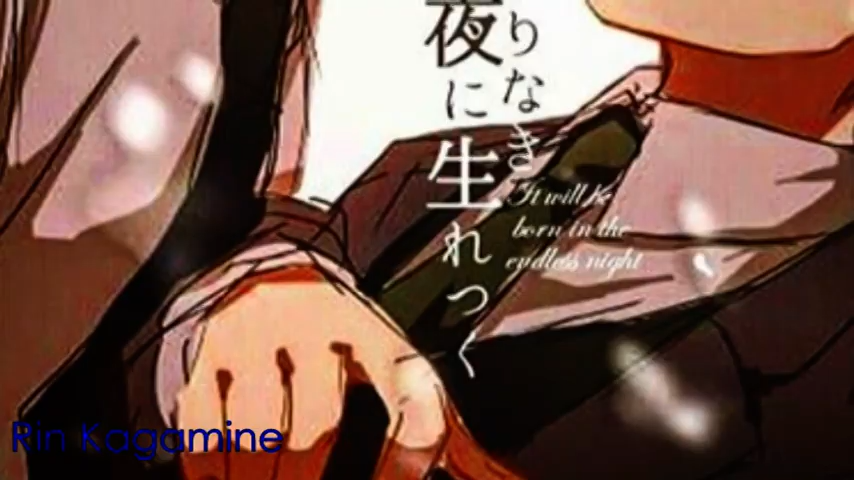 りなき
夜に生れつく
It will be
born in the
endless night
Rin Kagamine